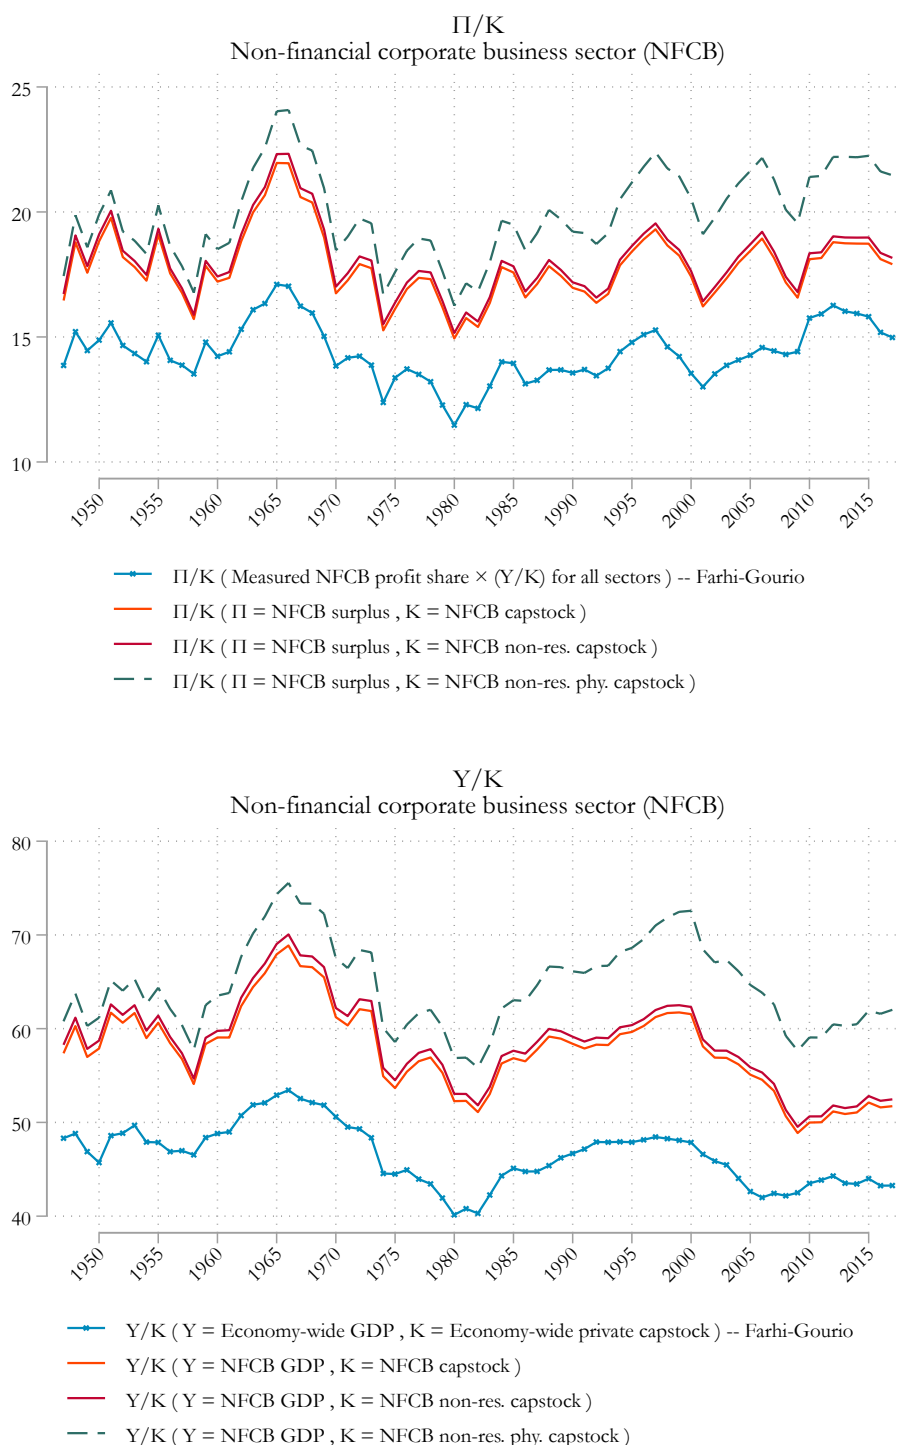 Π/K
Non-financial corporate business sector (NFCB)
25
20
15
10
1950 1955 1960 1965 1970 1975 1980 1985 1990 1995 2000 2005 2010 2015
Π/K ( Measured NFCB profit share × (Y/K) for all sectors ) -- Farhi-Gourio
Π/K ( Π = NFCB surplus , K = NFCB capstock )
Π/K ( Π = NFCB surplus , K = NFCB non-res. capstock )
Π/K ( Π = NFCB surplus , K = NFCB non-res. phy. capstock )
Y/K
Non-financial corporate business sector (NFCB)
80
70
60
50
40
1950 1955 1960 1965 1970 1975 1980 1985 1990 1995 2000 2005 2010 2015
Y/K ( Y = Economy-wide GDP , K = Economy-wide private capstock ) -- Farhi-Gourio
Y/K ( Y = NFCB GDP , K = NFCB capstock )
Y/K ( Y = NFCB GDP , K = NFCB non-res. capstock )
Y/K ( Y = NFCB GDP , K = NFCB non-res. phy. capstock )